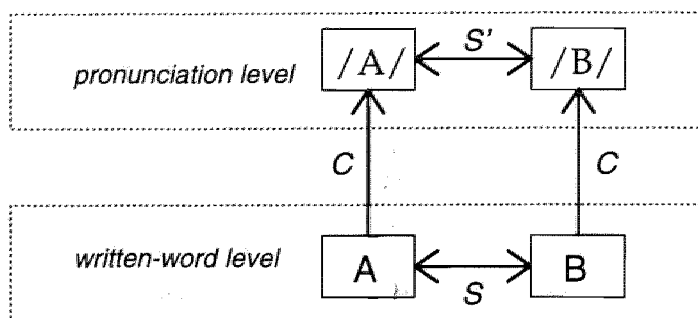 S'
pronunciation level /A/ /B/
C C
written-word level A B
S